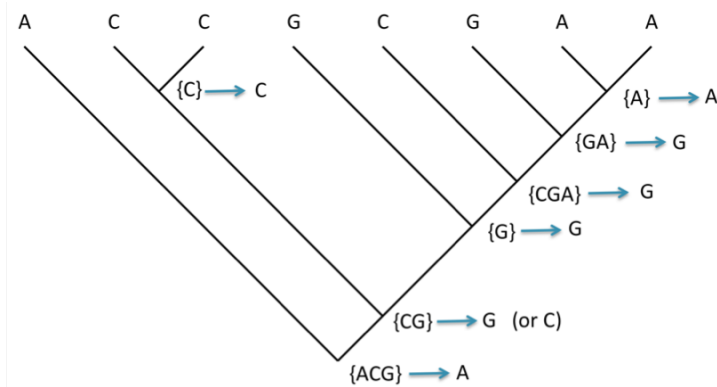 A C C G C G A A
{C} → C
{A} → A
{GA} → G
{CGA} → G
{G} → G
{CG} → G (or C)
{ACG} → A